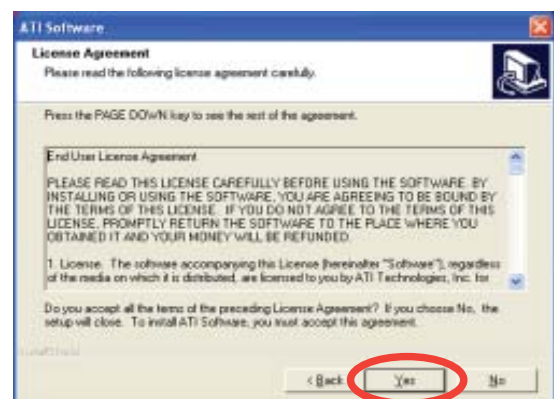 ATI Software
License Agreement
Please read the following license agreement carefully.
Press the PAGE DOWN key to see the rest of the agreement.
End User License Agreement
PLEASE READ THIS LICENSE CAREFULLY BEFORE USING THE SOFTWARE. BY
INSTALLING OR USING THE SOFTWARE, YOU ARE AGREEING TO BE BOUND BY
THE TERMS OF THIS LICENSE. IF YOU DO NOT AGREE TO THE TERMS OF THIS
LICENSE, PROMPTLY RETURN THE SOFTWARE TO THE PLACE WHERE YOU
OBTAINED IT AND YOUR MONEY WILL BE REFUNDED.
1. License. The software accompanying this License (hereinafter "Software"), regardless
of the media on which it is distributed, are licensed to you by ATI Technologies, Inc. for
Do you accept all the terms of the preceding License Agreement? If you choose No, the
setup will close. To install ATI Software, you must accept this agreement.
InstallShield
< Back
Yes
No